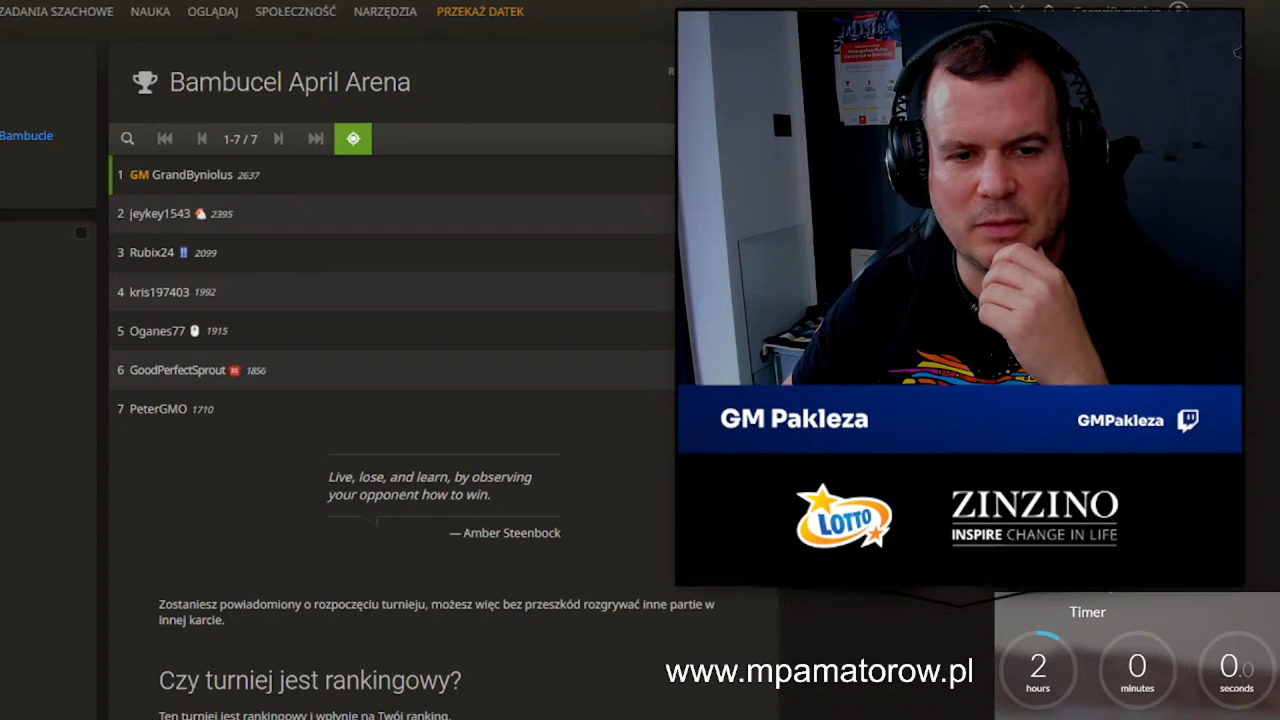 ZADANIA SZACHOWE NAUKA OGLĄDAJ SPOŁECZNOŚĆ NARZĘDZIA PRZEKAŻ DATEK
Bambucel April Arena
Bambucle
1-7 / 7
1 GM GrandByniolus 2637
2 jeykey1543 2395
3 Rubix24 2099
4 kris197403 1992
5 Oganes77 1915
6 GoodPerfectSprout 1856
7 PeterGMO 1710
Live, lose, and learn, by observing
your opponent how to win.
— Amber Steenbock
Zostaniesz powiadomiony o rozpoczęciu turnieju, możesz więc bez przeszkód rozgrywać inne partie w
innej karcie.
Czy turniej jest rankingowy?
Ten turniej jest rankingowy i wpłynie na Twój ranking.
GM Pakleza
GMPakleza
LOTTO
ZINZINO
INSPIRE CHANGE IN LIFE
www.mpamatorow.pl
Timer
2 0 0.0
hours minutes seconds